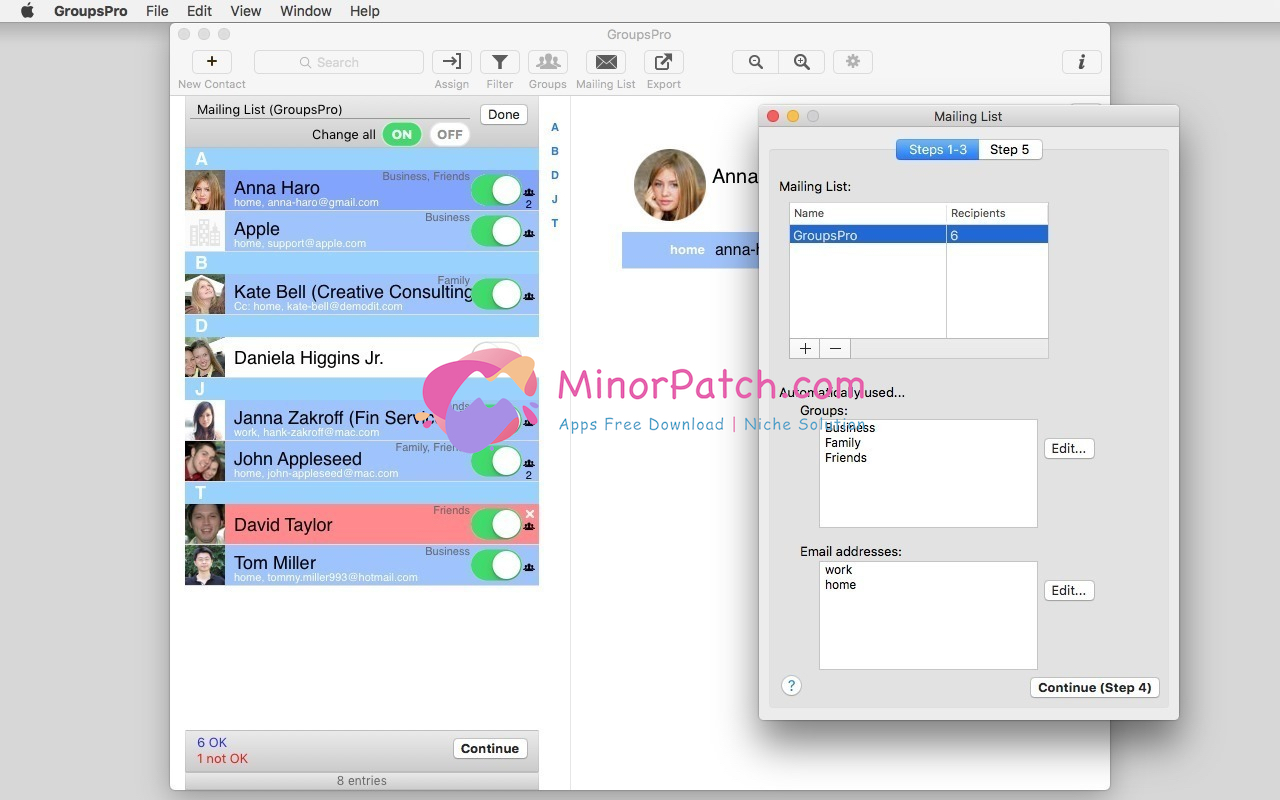 GroupsPro File Edit View Window Help
GroupsPro
Search
New Contact Assign Filter Groups Mailing List Export
Mailing List (GroupsPro)
Done
Change all ON OFF
A
Business, Friends
Anna Haro
home, anna-haro@gmail.com
2
Business
Apple
home, support@apple.com
B
Family
Kate Bell (Creative Consulting
Cc: home, kate-bell@demodit.com
D
Daniela Higgins Jr.
J
Janna Zakroff (Fin Servic
work, hank-zakroff@mac.com
Family, Frien
John Appleseed
home, john-appleseed@mac.com
2
T
Friends
David Taylor
Business
Tom Miller
home, tommy.miller993@hotmail.com
6 OK
1 not OK
Continue
8 entries
A
B
D
J
T
Anna
home anna-h
MinorPatch.com
Apps Free Download | Niche Solution
Mailing List
Steps 1-3 Step 5
Mailing List:
Name Recipients
GroupsPro 6
Automatically used...
Groups:
Business
Family
Friends
Edit...
Email addresses:
work
home
Edit...
? Continue (Step 4)